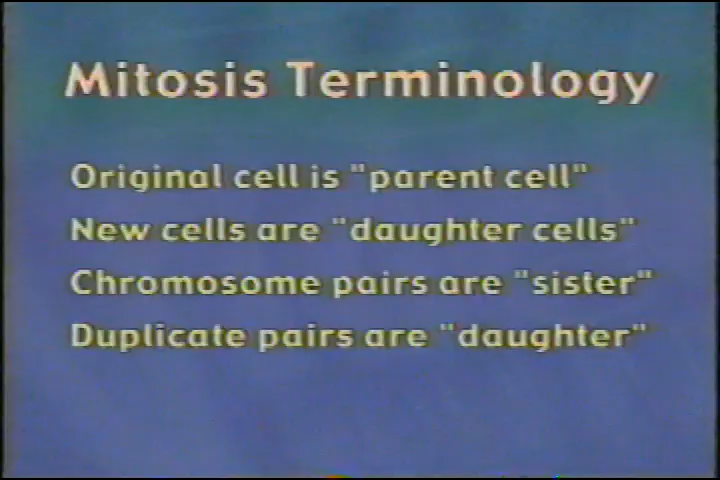 Mitosis Terminology
Original cell is "parent cell"
New cells are "daughter cells"
Chromosome pairs are "sister"
Duplicate pairs are "daughter"